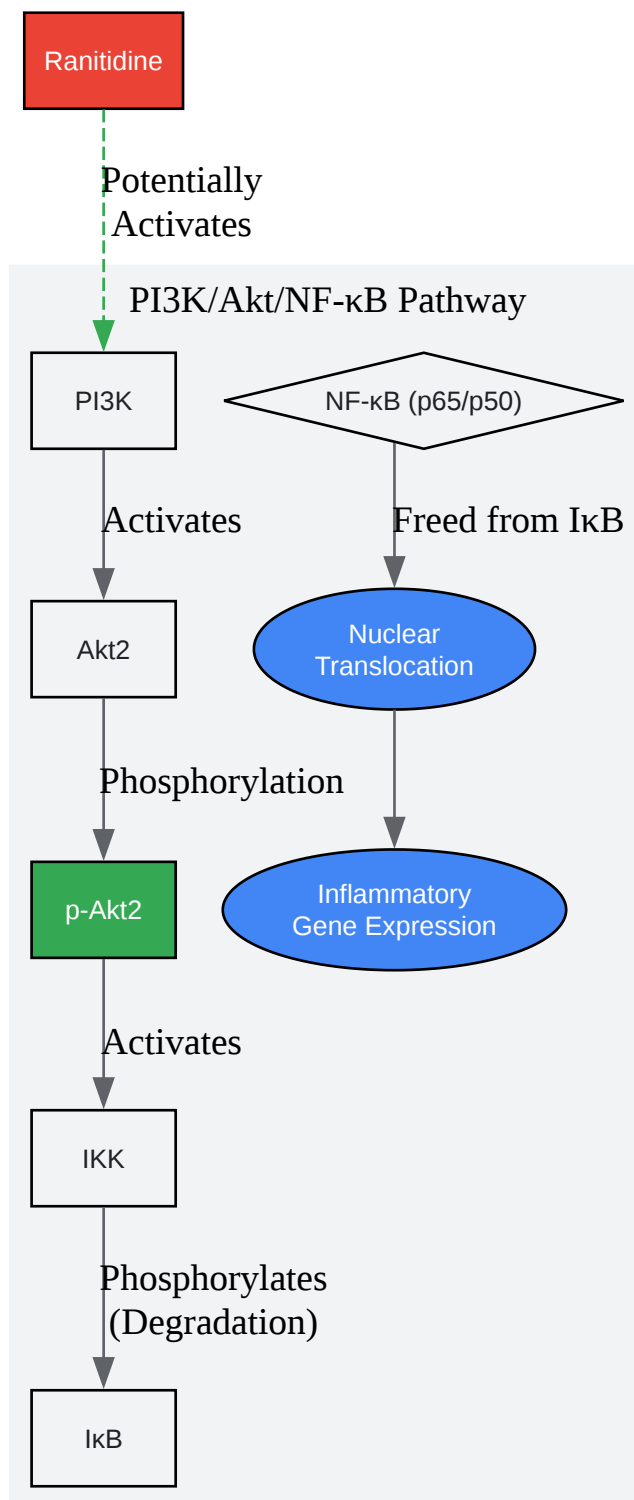 Ranitidine
Potentially
Activates
PI3K/Akt/NF-κB Pathway
PI3K
NF-κB (p65/p50)
Activates
Freed from IκB
Akt2
Nuclear
Translocation
Phosphorylation
p-Akt2
Inflammatory
Gene Expression
Activates
IKK
Phosphorylates
(Degradation)
IκB